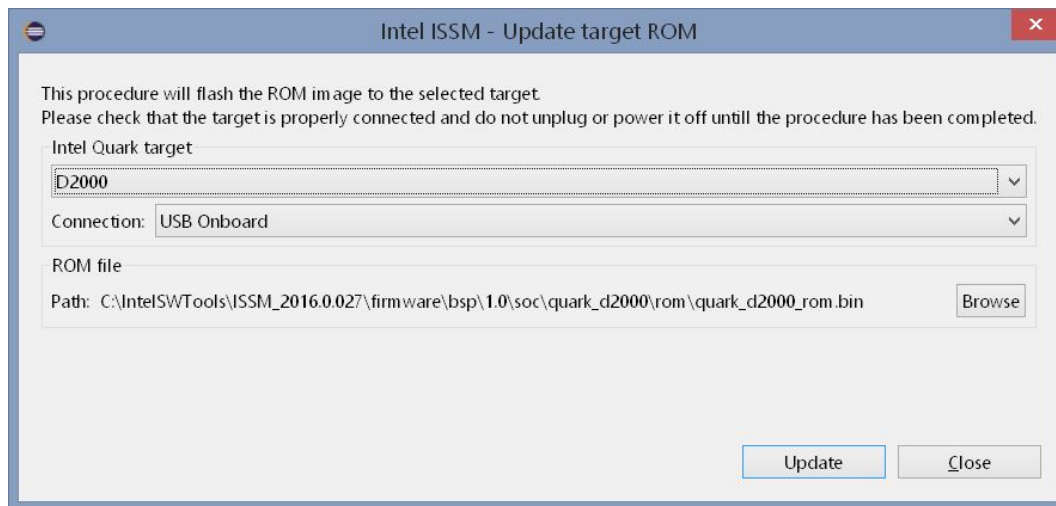 Intel ISSM - Update target ROM
This procedure will flash the ROM image to the selected target.
Please check that the target is properly connected and do not unplug or power it off untill the procedure has been completed.
Intel Quark target
D2000
Connection: USB Onboard
ROM file
Path: C:\IntelSWTools\ISSM_2016.0.027\firmware\bsp\1.0\soc\quark_d2000\rom\quark_d2000_rom.bin Browse
Update Close